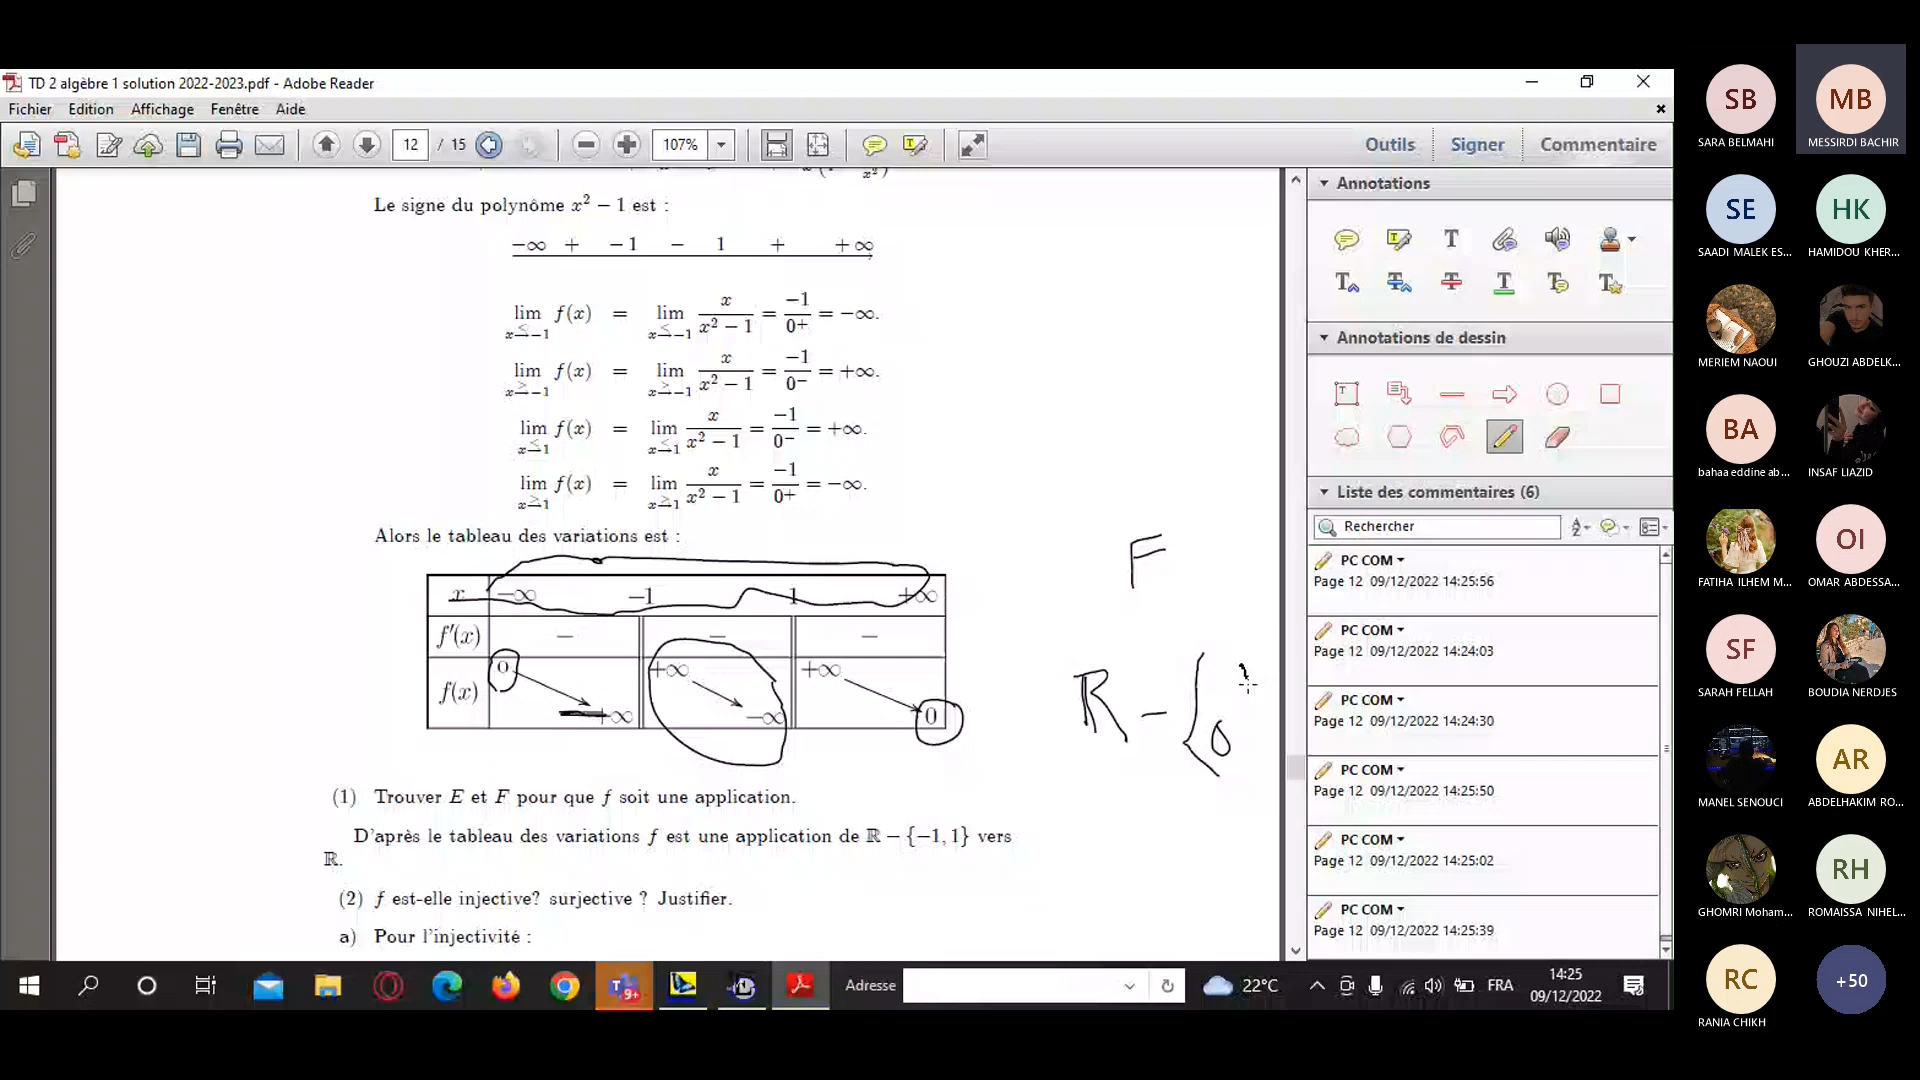 TD 2 algèbre 1 solution 2022-2023.pdf - Adobe Reader
Fichier Edition Affichage Fenêtre Aide
12 / 15 107% Outils Signer Commentaire
x²)
Le signe du polynôme x² − 1 est :
−∞ + − 1 − 1 + + ∞
lim x→<−1 f(x) = lim x→<−1 x/(x² − 1) = −1/0+ = −∞.
lim x→>−1 f(x) = lim x→>−1 x/(x² − 1) = −1/0− = +∞.
lim x→<1 f(x) = lim x→<1 x/(x² − 1) = −1/0− = +∞.
lim x→>1 f(x) = lim x→>1 x/(x² − 1) = −1/0+ = −∞.
Alors le tableau des variations est :
x −∞ −1 1 +∞
f′(x) − − −
f(x) 0 +∞ +∞ −∞ +∞ 0
F
ℝ − { 0
(1) Trouver E et F pour que f soit une application.
D'après le tableau des variations f est une application de ℝ − {−1, 1} vers
ℝ.
(2) f est-elle injective? surjective ? Justifier.
a) Pour l'injectivité :
Annotations
Annotations de dessin
Liste des commentaires (6)
Rechercher
PC COM
Page 12 09/12/2022 14:25:56
PC COM
Page 12 09/12/2022 14:24:03
PC COM
Page 12 09/12/2022 14:24:30
PC COM
Page 12 09/12/2022 14:25:50
PC COM
Page 12 09/12/2022 14:25:02
PC COM
Page 12 09/12/2022 14:25:39
9+ Adresse 22°C FRA 14:25
09/12/2022
SB MB
SARA BELMAHI MESSIRDI BACHIR
SE HK
SAADI MALEK ES... HAMIDOU KHER...
MERIEM NAOUI GHOUZI ABDELK...
BA
bahaa eddine ab... INSAF LIAZID
OI
FATIHA ILHEM M... OMAR ABDESSA...
SF
SARAH FELLAH BOUDIA NERDJES
AR
MANEL SENOUCI ABDELHAKIM RO...
RH
GHOMRI Moham... ROMAISSA NIHEL...
RC +50
RANIA CHIKH